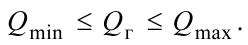 Q_min ≤ Q_г ≤ Q_max.